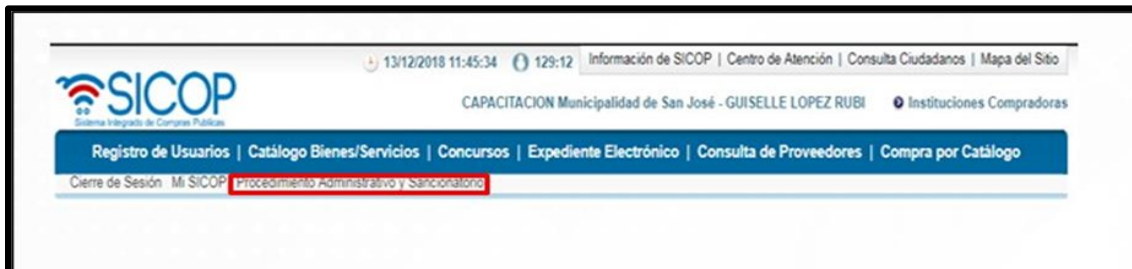 13/12/2018 11:45:34 129:12 Información de SICOP | Centro de Atención | Consulta Ciudadanos | Mapa del Sitio
SICOP
Sistema Integrado de Compras Públicas
CAPACITACION Municipalidad de San José - GUISELLE LOPEZ RUBI Instituciones Compradoras
Registro de Usuarios | Catálogo Bienes/Servicios | Concursos | Expediente Electrónico | Consulta de Proveedores | Compra por Catálogo
Cierre de Sesión Mi SICOP Procedimiento Administrativo y Sancionatorio